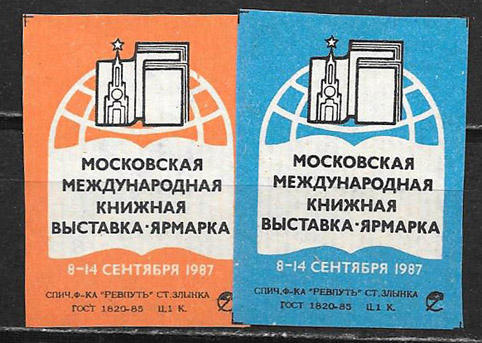 МОСКОВСКАЯ
МЕЖДУНАРОДНАЯ
КНИЖНАЯ
ВЫСТАВКА·ЯРМАРКА
8–14 СЕНТЯБРЯ 1987
СПИЧ.Ф-КА "РЕВПУТЬ" СТ.ЗЛЫНКА
ГОСТ 1820-85 Ц.1 К.
МОСКОВСКАЯ
МЕЖДУНАРОДНАЯ
КНИЖНАЯ
ВЫСТАВКА·ЯРМАРКА
8–14 СЕНТЯБРЯ 1987
СПИЧ.Ф-КА "РЕВПУТЬ" СТ.ЗЛЫНКА
ГОСТ 1820-85 Ц.1 К.